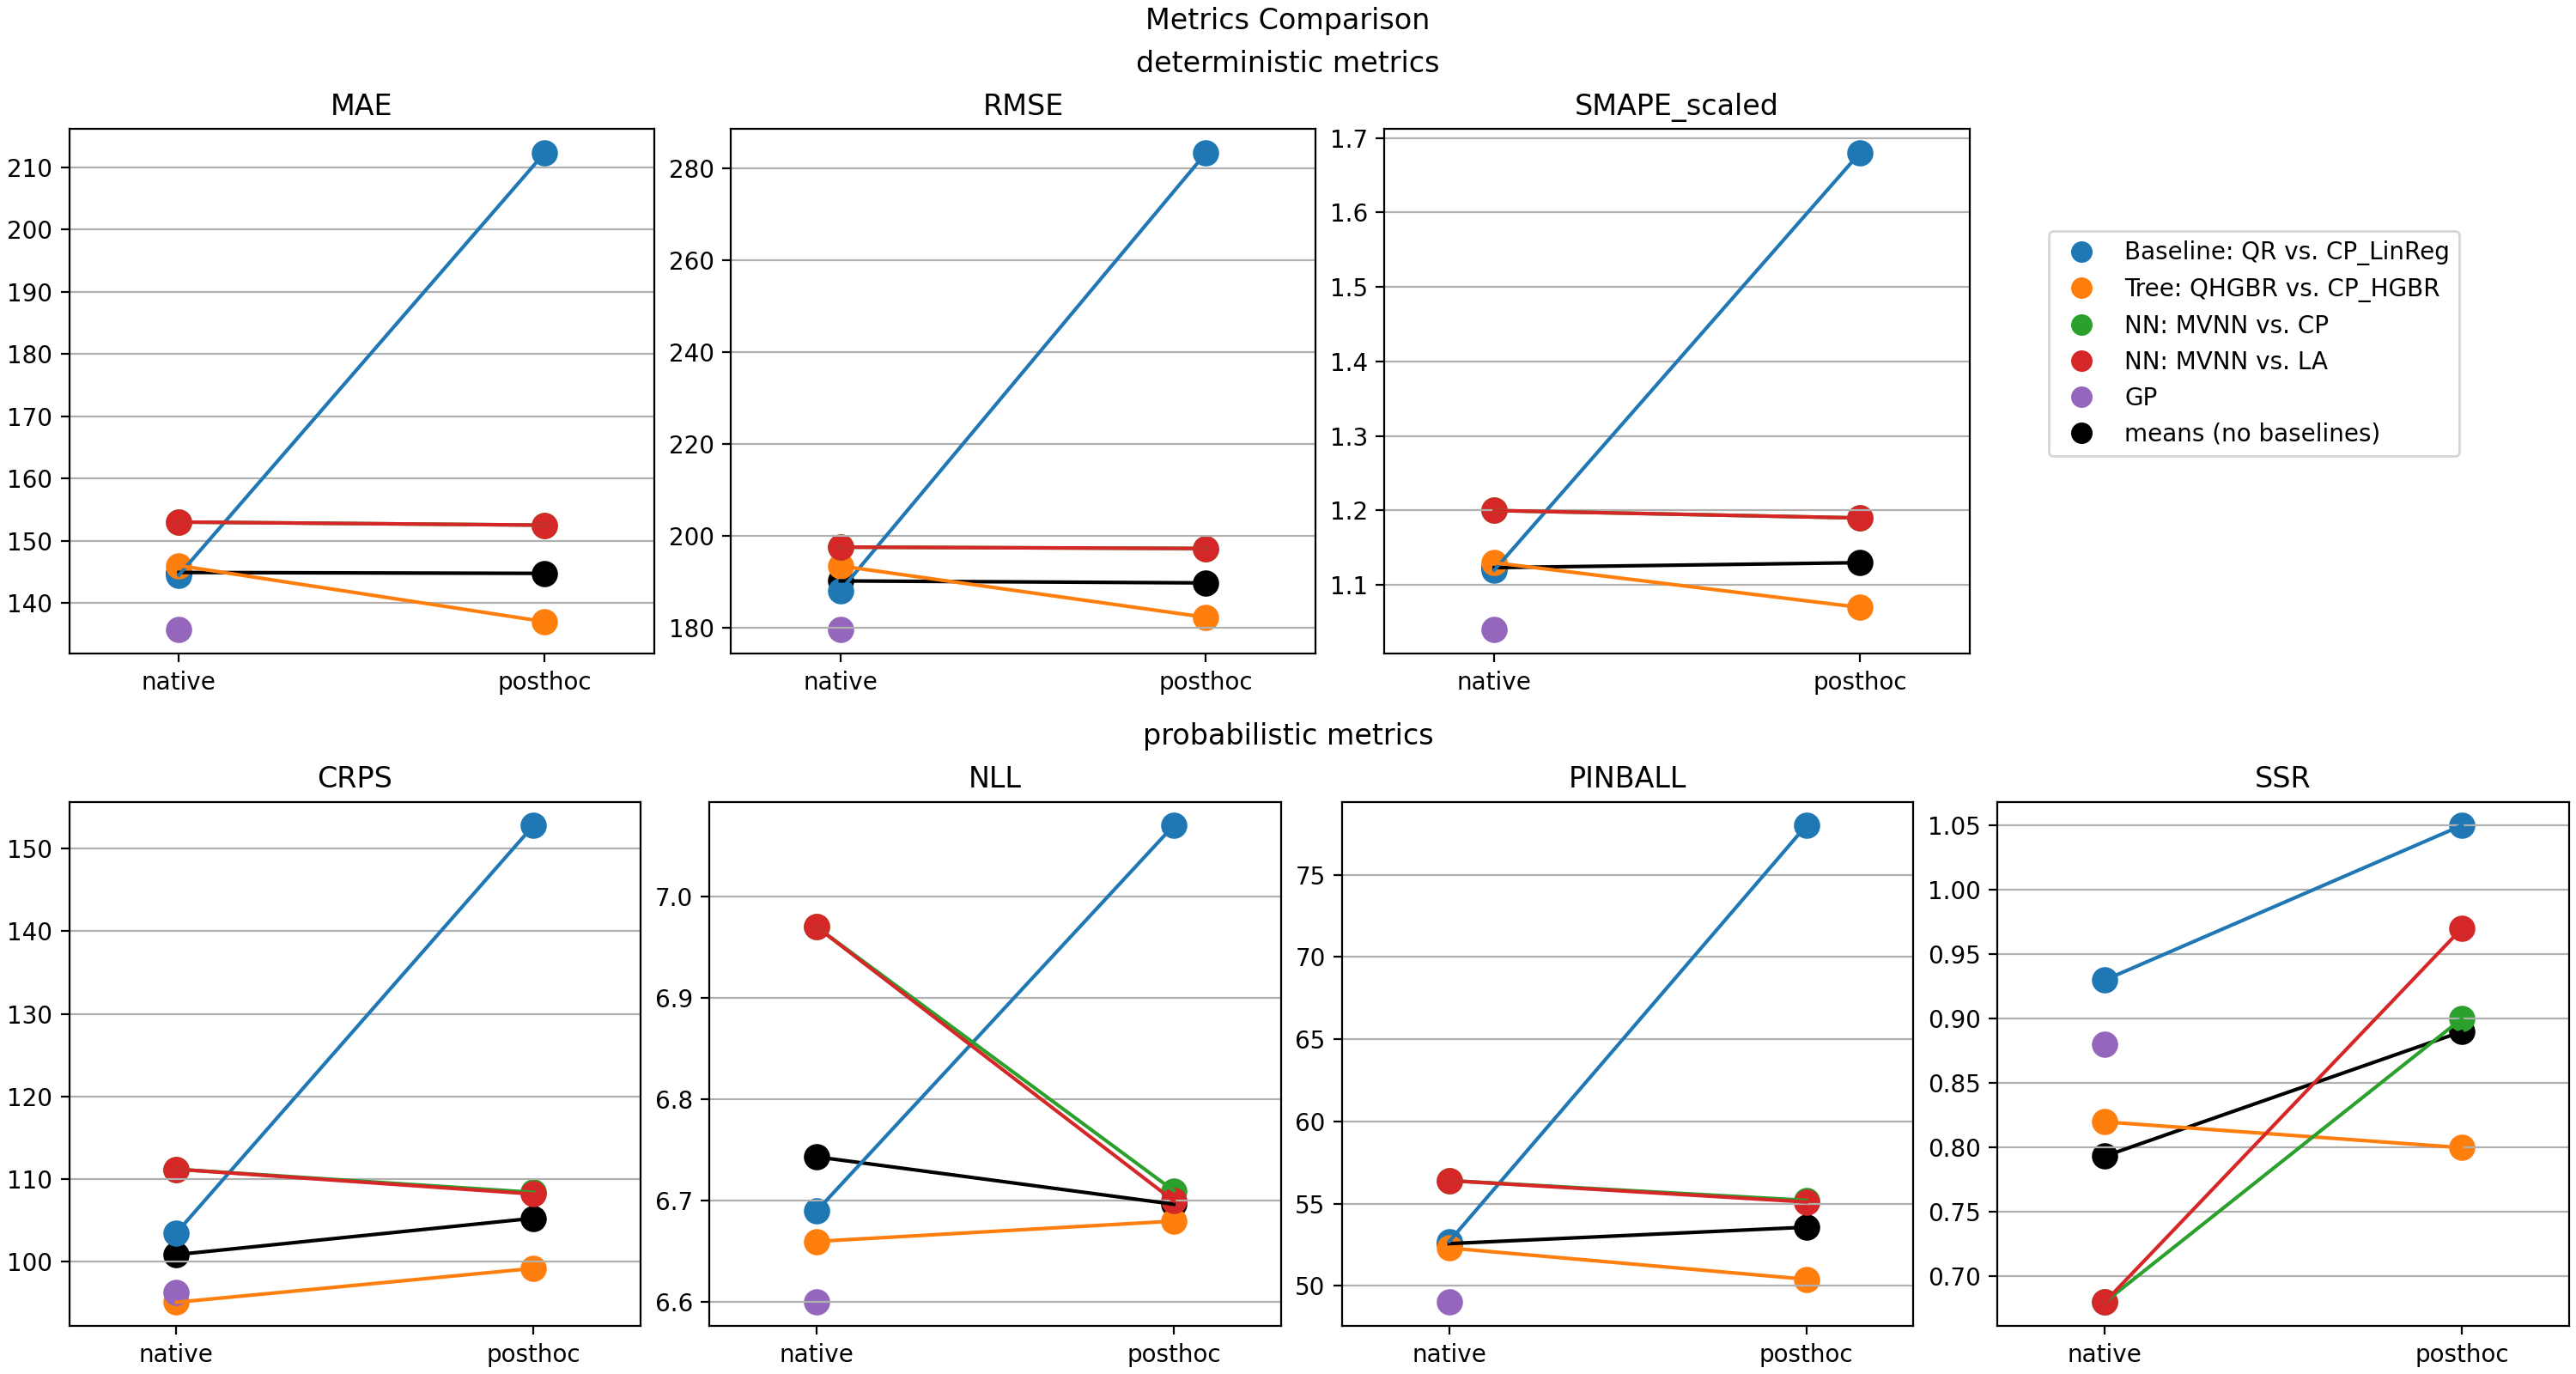 Metrics Comparison
deterministic metrics
MAE
210
200
190
180
170
160
150
140
native
posthoc
RMSE
280
260
240
220
200
180
native
posthoc
SMAPE_scaled
1.7
1.6
1.5
1.4
1.3
1.2
1.1
native
posthoc
Baseline: QR vs. CP_LinReg
Tree: QHGBR vs. CP_HGBR
NN: MVNN vs. CP
NN: MVNN vs. LA
GP
means (no baselines)
probabilistic metrics
CRPS
150
140
130
120
110
100
native
posthoc
NLL
7.0
6.9
6.8
6.7
6.6
native
posthoc
PINBALL
75
70
65
60
55
50
native
posthoc
SSR
1.05
1.00
0.95
0.90
0.85
0.80
0.75
0.70
native
posthoc